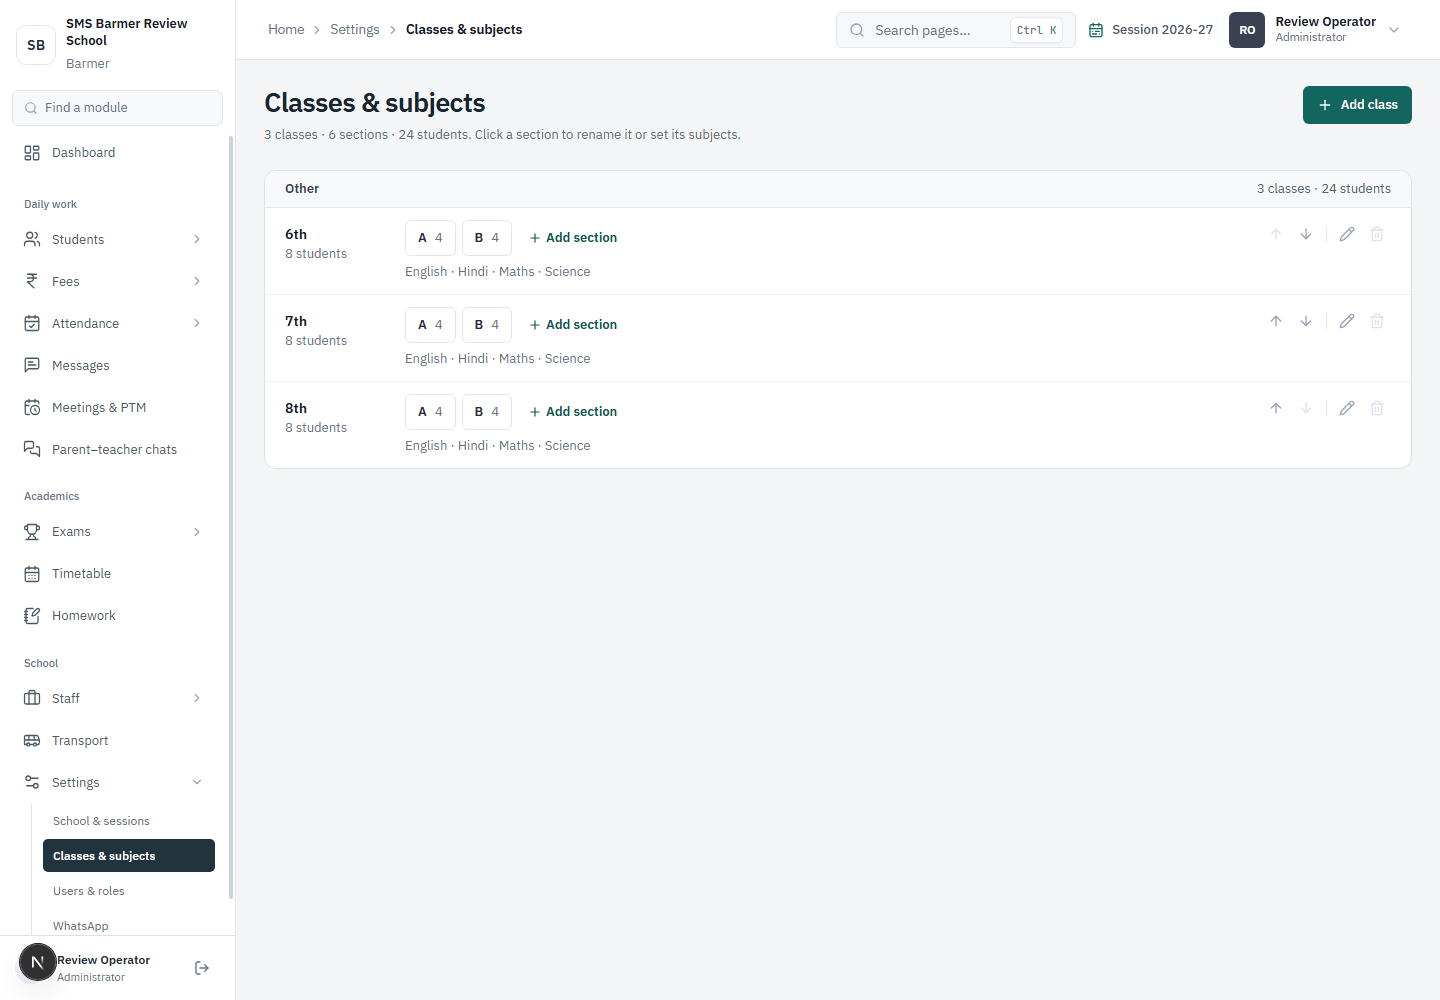 SB
SMS Barmer Review
School
Barmer
Find a module
Dashboard
Daily work
Students
Fees
Attendance
Messages
Meetings & PTM
Parent–teacher chats
Academics
Exams
Timetable
Homework
School
Staff
Transport
Settings
School & sessions
Classes & subjects
Users & roles
WhatsApp
N
Review Operator
Administrator
Home > Settings > Classes & subjects
Search pages...
Ctrl K
Session 2026-27
RO
Review Operator
Administrator
Classes & subjects
3 classes · 6 sections · 24 students. Click a section to rename it or set its subjects.
+ Add class
Other
3 classes · 24 students
6th
8 students
A 4 B 4 + Add section
English · Hindi · Maths · Science
7th
8 students
A 4 B 4 + Add section
English · Hindi · Maths · Science
8th
8 students
A 4 B 4 + Add section
English · Hindi · Maths · Science